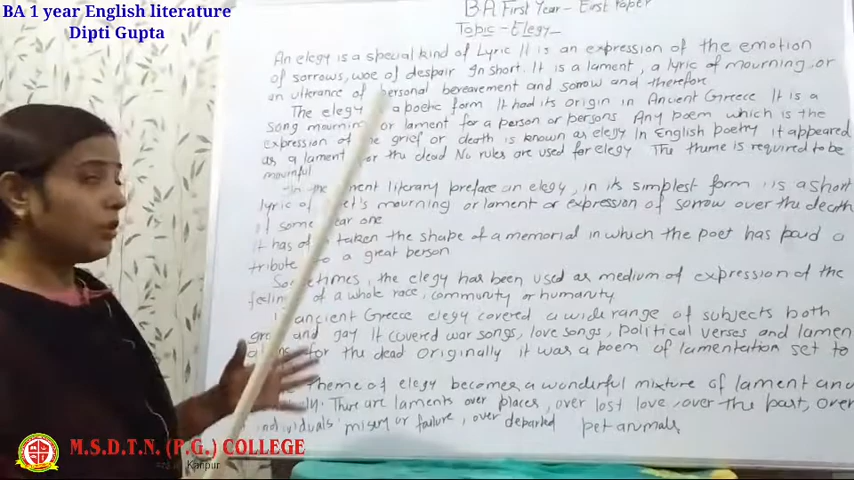 BA 1 year English literature
Dipti Gupta
BA First Year - First Paper
Topic - Elegy
An elegy is a special kind of Lyric It is an expression of the emotion
of sorrows, woe of despair In short. It is a lament, a lyric of mourning, or
an utterance of personal bereavement and sorrow and therefore
The elegy a poetic form It had its origin in Ancient Greece It is a
song mourning or lament for a person or persons Any poem which is the
expression of the grief or death is known as elegy In English poetry it appeared
as a lament for the dead No rules are used for elegy The theme is required to be
mournful
In the literary preface an elegy, in its simplest form is a short
lyric of mourning or lament or expression of sorrow over the death
of some one
it has taken the shape of a memorial in which the poet has paid a
tribute to a great person
Sometimes, the elegy has been used as medium of expression of the
of a whole race, community or humanity
ancient Greece elegy covered a wide range of subjects both
and gay It covered war songs, love songs, political verses and lamen
for the dead Originally it was a poem of lamentation set to
Theme of elegy becomes a wonderful mixture of lament and
There are laments over places, over lost love, over the past, over
individuals' misery or failure, over departed pet animals
M.S.D.T.N. (P.G.) COLLEGE
Kanpur